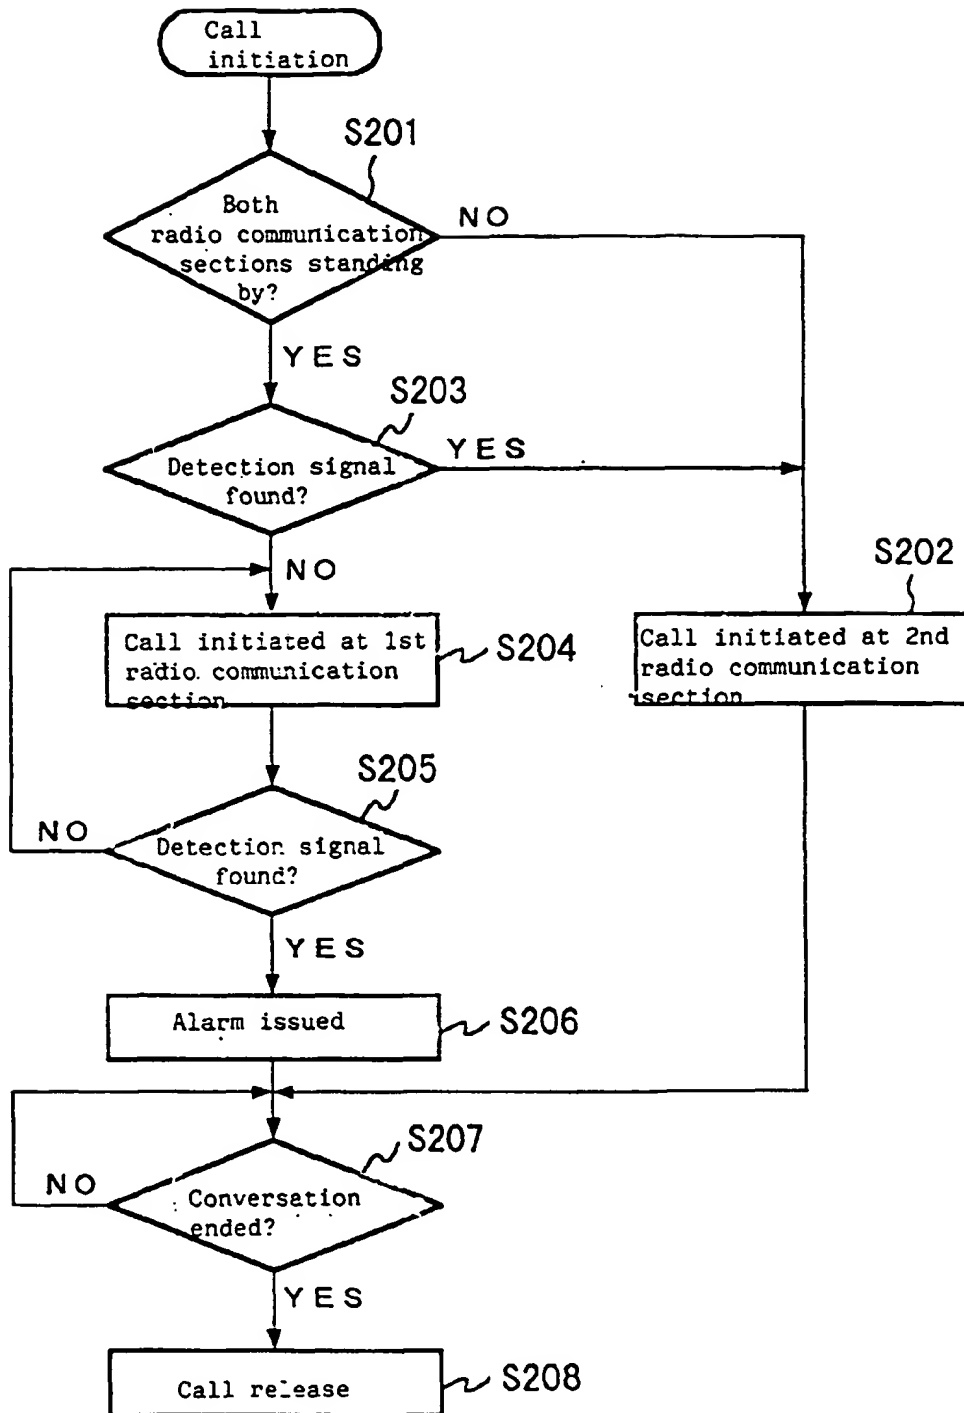 Call
initiation
S201
Both
radio communication
sections standing
by?
NO
YES
S203
Detection signal
found?
YES
NO
S202
Call initiated at 1st
radio communication
section
S204
Call initiated at 2nd
radio communication
section
S205
Detection signal
found?
NO
YES
Alarm issued
S206
S207
Conversation
ended?
NO
YES
Call release
S208